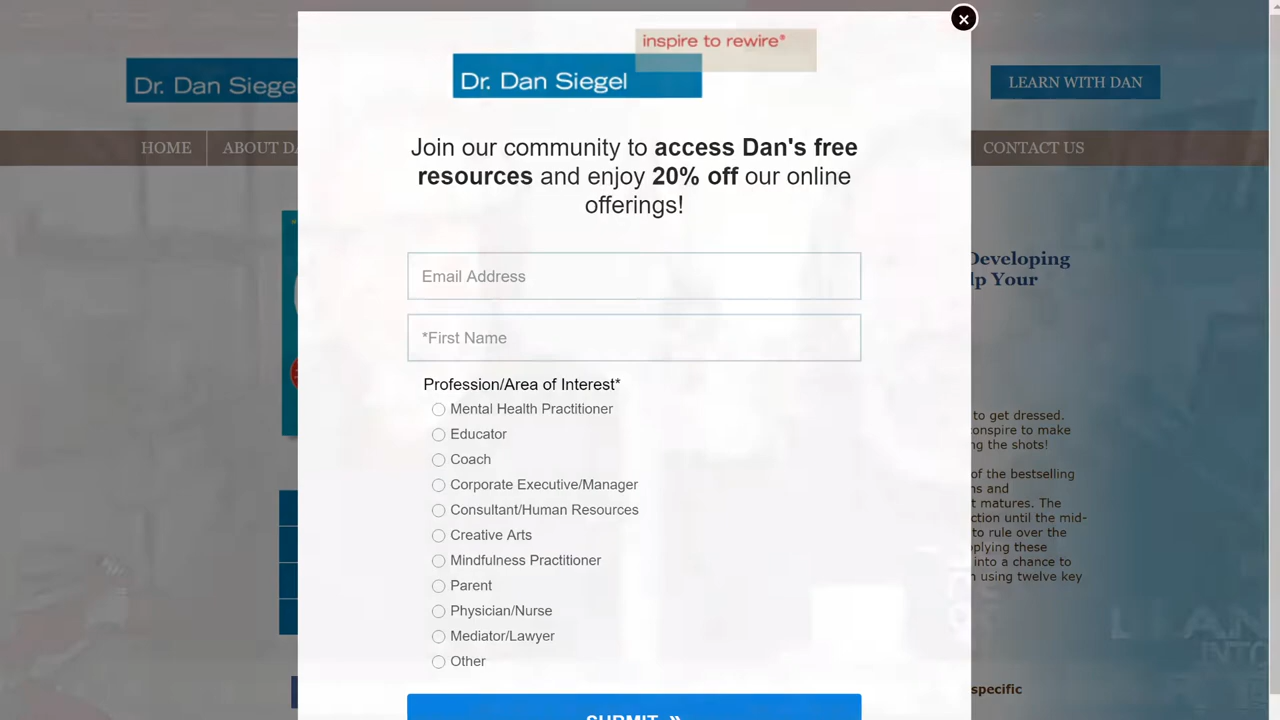 inspire to rewire®
Dr. Dan Siegel
Dr. Dan Siege
LEARN WITH DAN
HOME
ABOUT DA
CONTACT US
Join our community to access Dan's free
resources and enjoy 20% off our online
offerings!
Email Address
*First Name
Profession/Area of Interest*
Mental Health Practitioner
Educator
Coach
Corporate Executive/Manager
Consultant/Human Resources
Creative Arts
Mindfulness Practitioner
Parent
Physician/Nurse
Mediator/Lawyer
Other
SUBMIT »
Developing
lp Your
to get dressed.
onspire to make
ng the shots!
of the bestselling
ns and
t matures. The
ction until the mid-
to rule over the
plying these
into a chance to
n using twelve key
specific